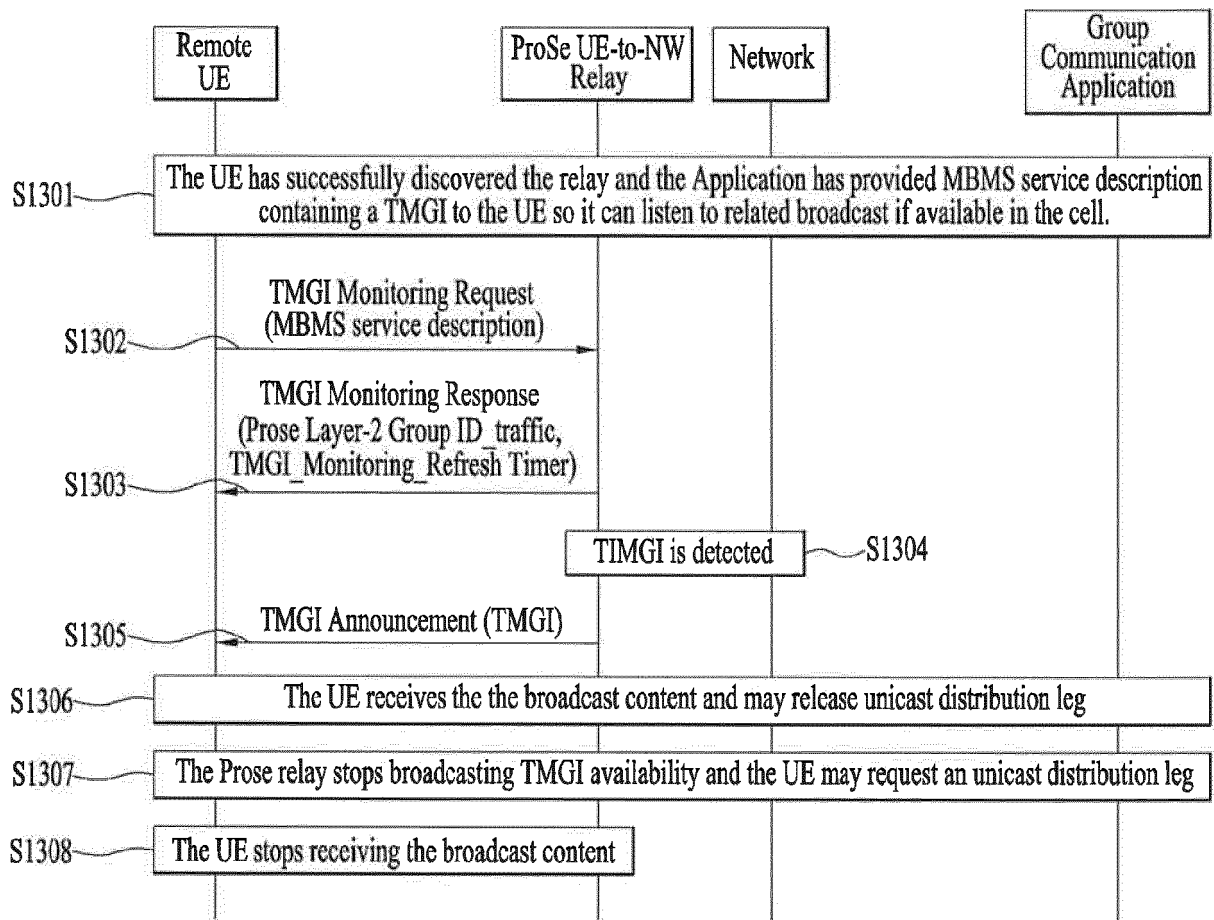 Remote
UE
ProSe UE-to-NW
Relay
Network
Group
Communication
Application
S1301
The UE has successfully discovered the relay and the Application has provided MBMS service description
containing a TMGI to the UE so it can listen to related broadcast if available in the cell.
TMGI Monitoring Request
(MBMS service description)
S1302
TMGI Monitoring Response
(Prose Layer-2 Group ID_traffic,
TMGI_Monitoring_Refresh Timer)
S1303
TIMGI is detected
S1304
TMGI Announcement (TMGI)
S1305
S1306
The UE receives the the broadcast content and may release unicast distribution leg
S1307
The Prose relay stops broadcasting TMGI availability and the UE may request an unicast distribution leg
S1308
The UE stops receiving the broadcast content